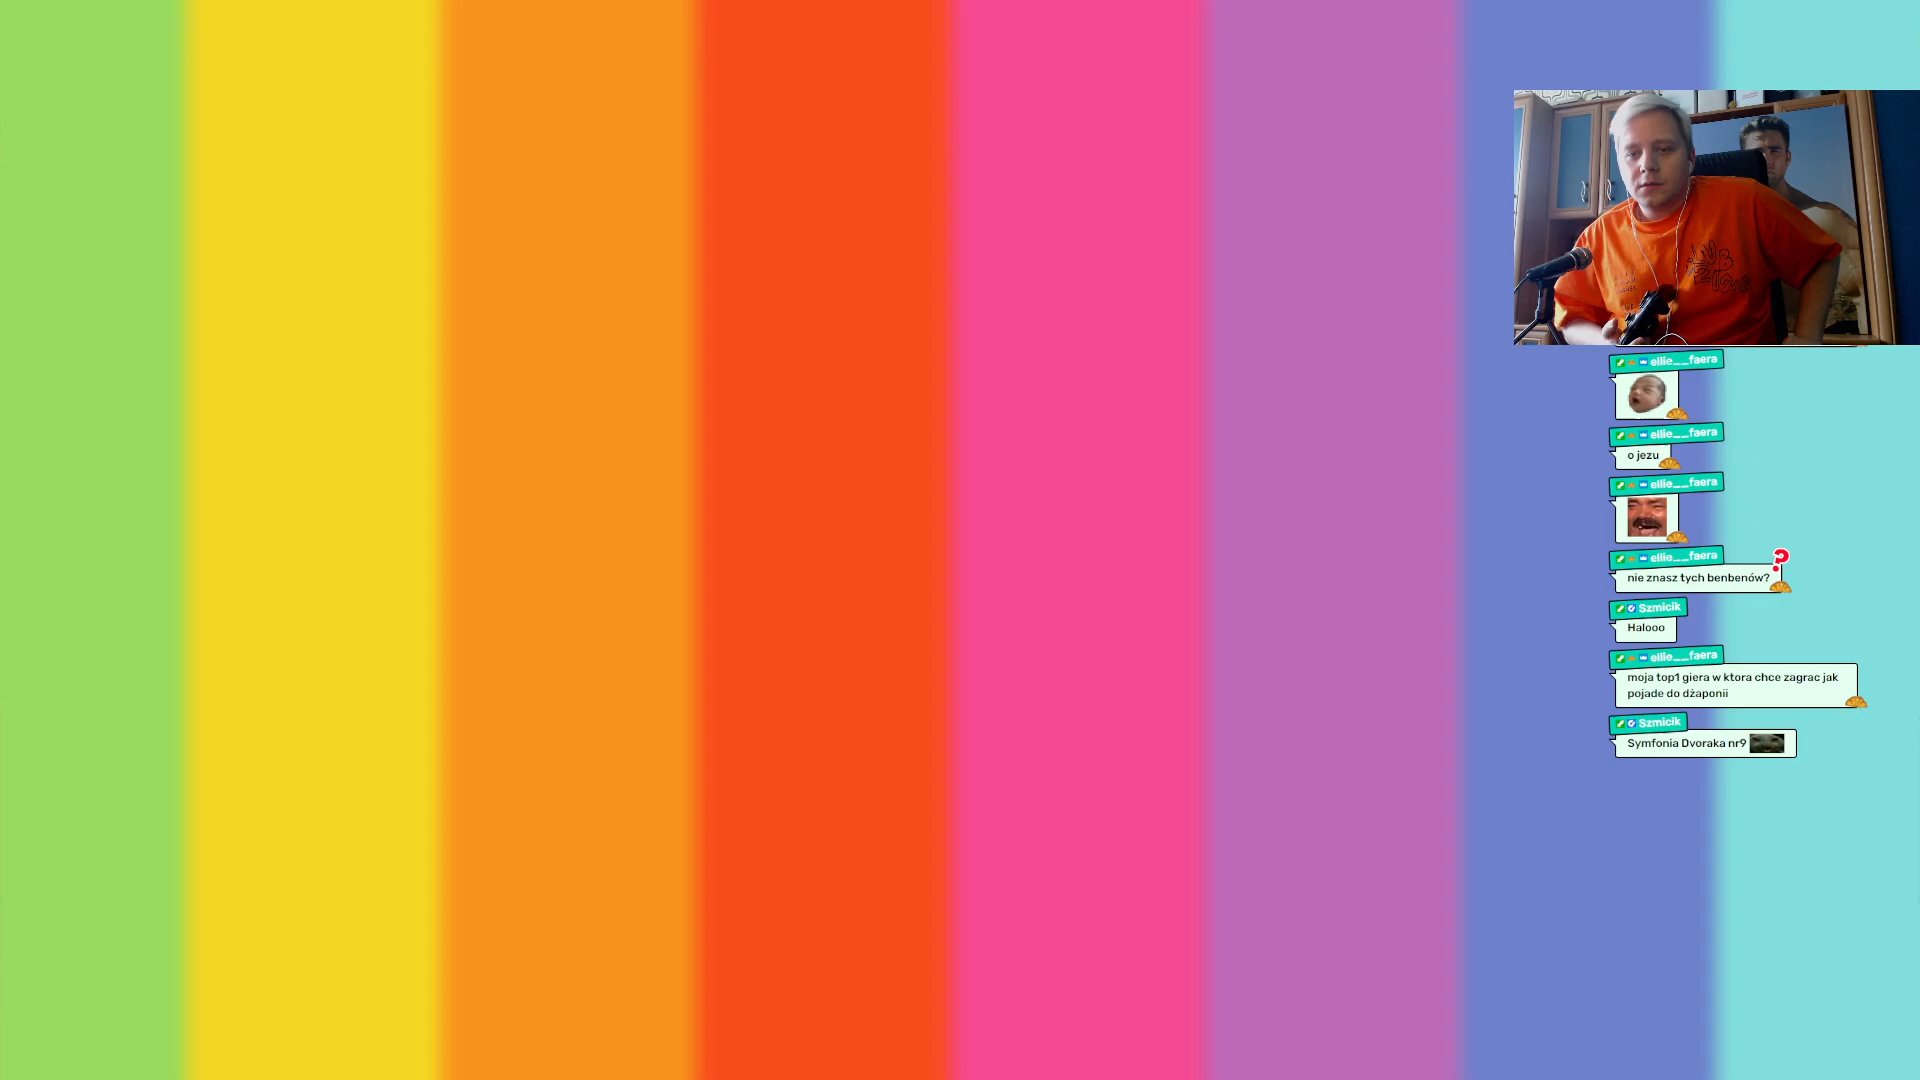 ellie__faera
ellie__faera
o jezu
ellie__faera
ellie__faera
nie znasz tych benbenów?
Szmicik
Halooo
ellie__faera
moja top1 giera w ktora chce zagrac jak
pojade do dżaponii
Szmicik
Symfonia Dvoraka nr9